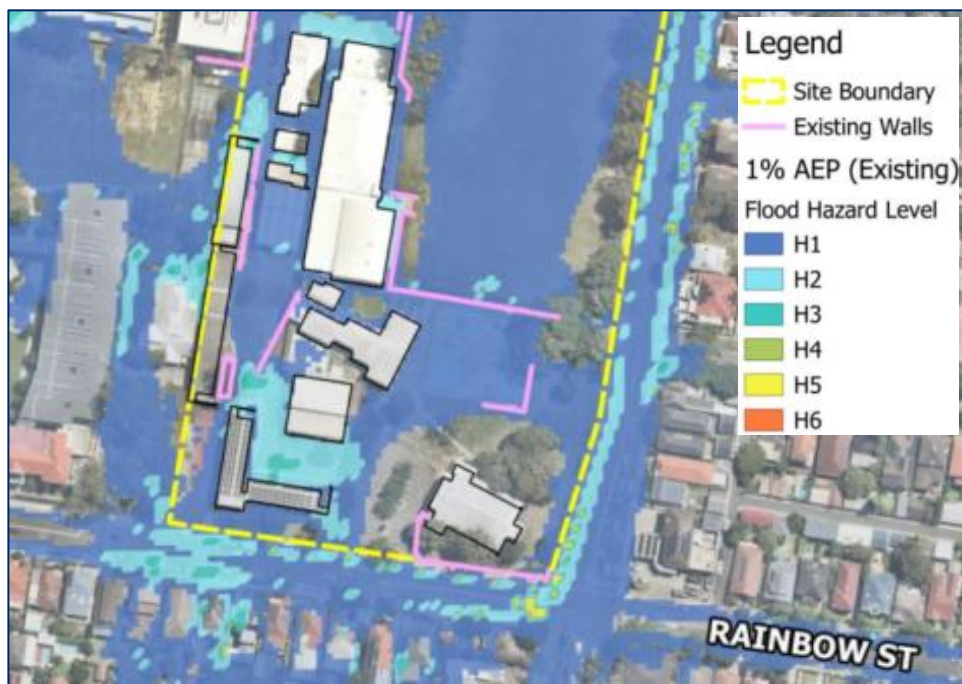 Legend
Site Boundary
Existing Walls
1% AEP (Existing)
Flood Hazard Level
H1
H2
H3
H4
H5
H6
RAINBOW ST